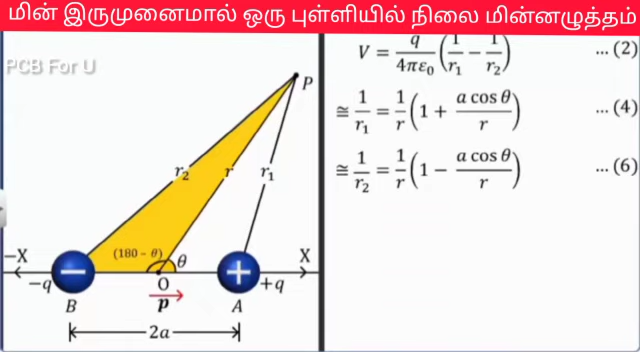 மின் இருமுனைமால் ஒரு புள்ளியில் நிலை மின்னழுத்தம்
PCB For U
V = q/4πε₀ (1/r₁ − 1/r₂) ... (2)
≅ 1/r₁ = 1/r (1 + a cos θ/r) ... (4)
≅ 1/r₂ = 1/r (1 − a cos θ/r) ... (6)
P
r₂ r r₁
−X (180 − θ) θ X
−q O +q
B p A
2a